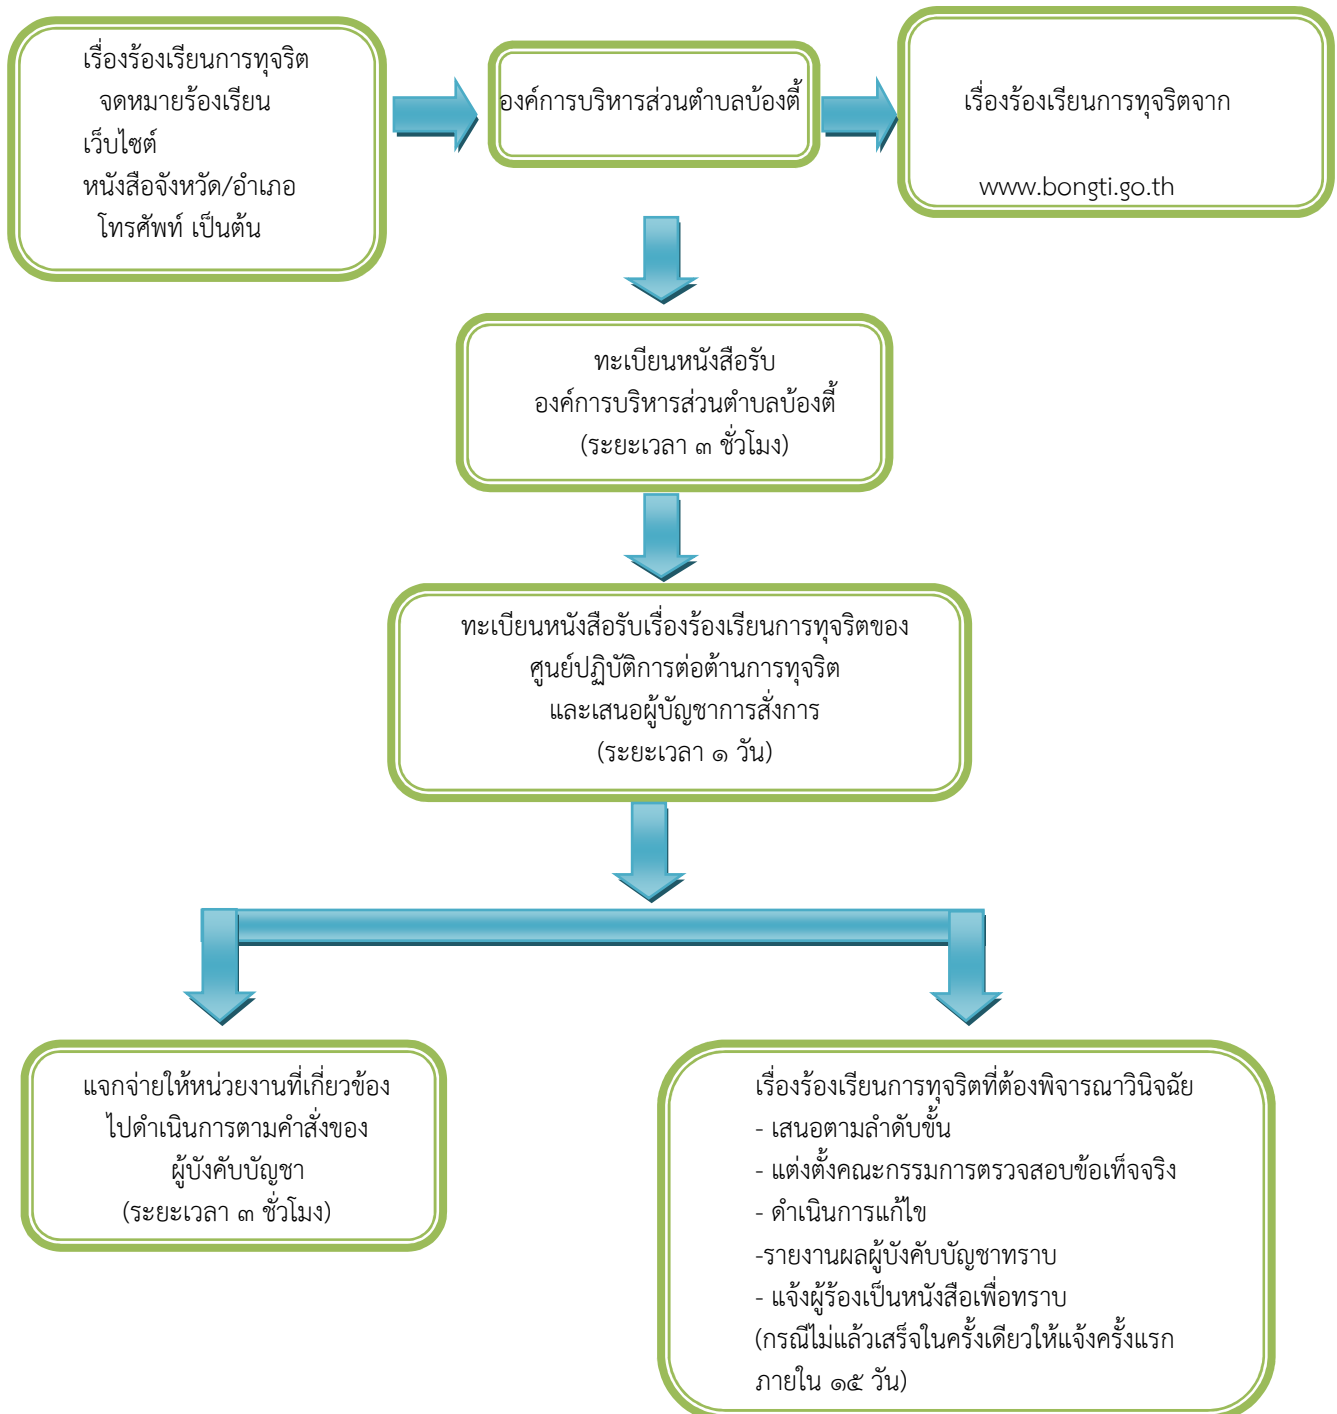 เรื่องร้องเรียนการทุจริต
จดหมายร้องเรียน
เว็บไซต์
หนังสือจังหวัด/อำเภอ
โทรศัพท์ เป็นต้น
องค์การบริหารส่วนตำบลบ้องตี้
เรื่องร้องเรียนการทุจริตจาก
www.bongti.go.th
ทะเบียนหนังสือรับ
องค์การบริหารส่วนตำบลบ้องตี้
(ระยะเวลา ๓ ชั่วโมง)
ทะเบียนหนังสือรับเรื่องร้องเรียนการทุจริตของ
ศูนย์ปฏิบัติการต่อต้านการทุจริต
และเสนอผู้บัญชาการสั่งการ
(ระยะเวลา ๑ วัน)
แจกจ่ายให้หน่วยงานที่เกี่ยวข้อง
ไปดำเนินการตามคำสั่งของ
ผู้บังคับบัญชา
(ระยะเวลา ๓ ชั่วโมง)
เรื่องร้องเรียนการทุจริตที่ต้องพิจารณาวินิจฉัย
- เสนอตามลำดับขั้น
- แต่งตั้งคณะกรรมการตรวจสอบข้อเท็จจริง
- ดำเนินการแก้ไข
-รายงานผลผู้บังคับบัญชาทราบ
- แจ้งผู้ร้องเป็นหนังสือเพื่อทราบ
(กรณีไม่แล้วเสร็จในครั้งเดียวให้แจ้งครั้งแรก
ภายใน ๑๕ วัน)